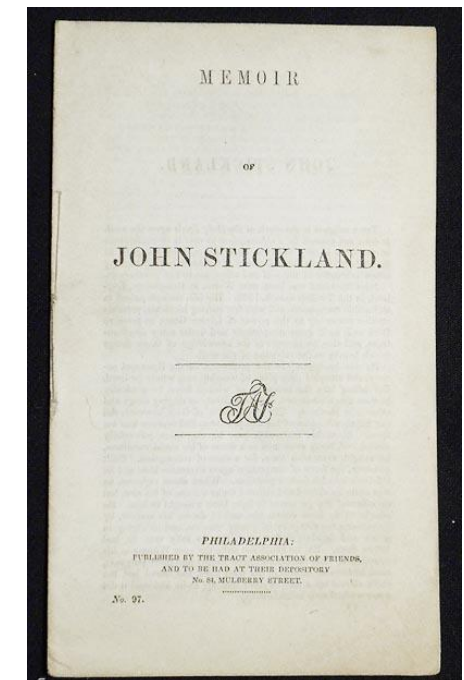 MEMOIR
OF
JOHN STICKLAND.
TAF
PHILADELPHIA:
PUBLISHED BY THE TRACT ASSOCIATION OF FRIENDS,
AND TO BE HAD AT THEIR DEPOSITORY
No. 84, MULBERRY STREET.
No. 97.